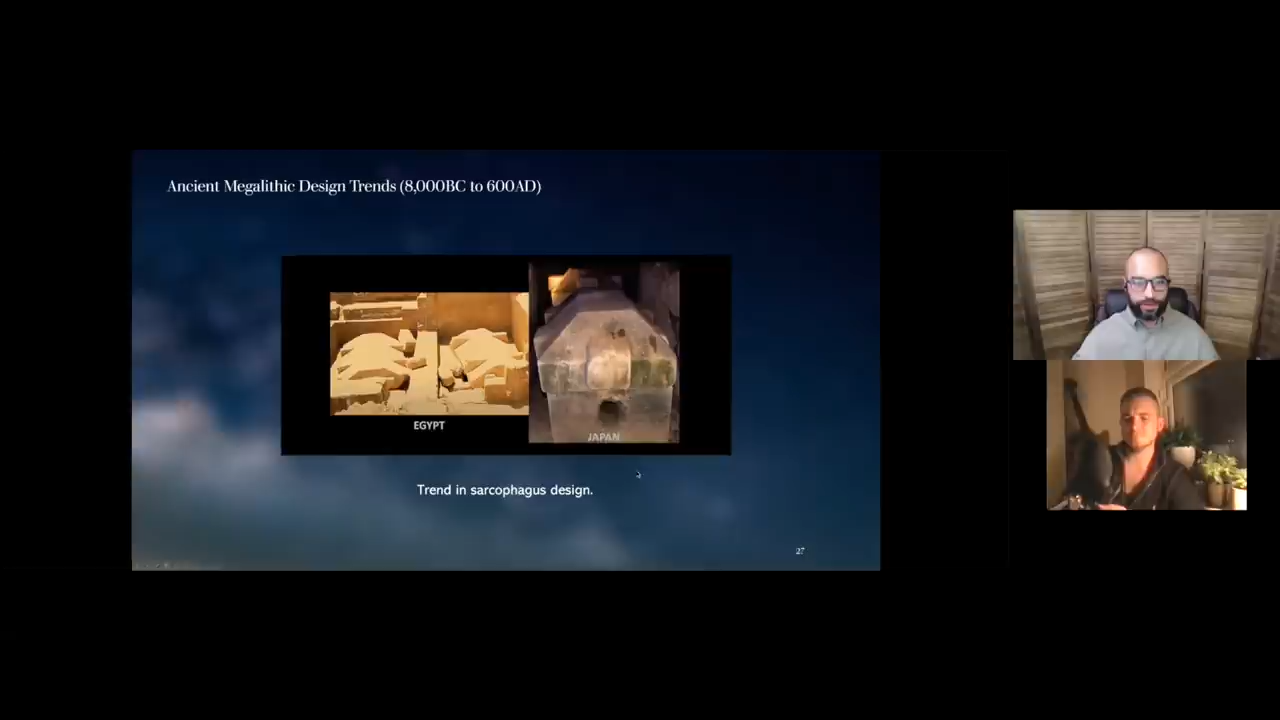 Ancient Megalithic Design Trends (8,000BC to 600AD)
EGYPT
JAPAN
Trend in sarcophagus design.
27